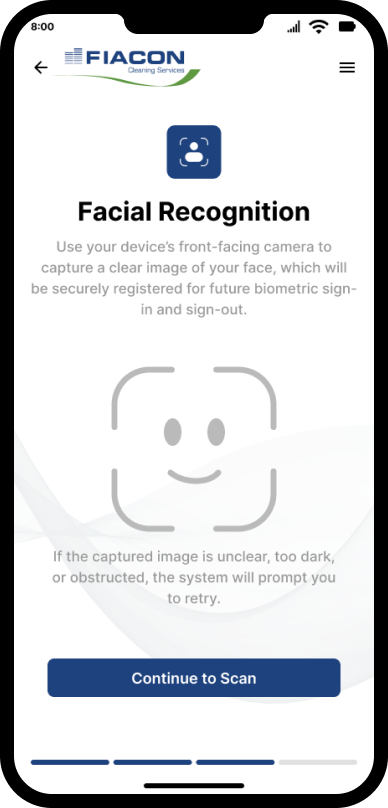 8:00
FIACON
Cleaning Services
Facial Recognition
Use your device's front-facing camera to
capture a clear image of your face, which will
be securely registered for future biometric sign-
in and sign-out.
If the captured image is unclear, too dark,
or obstructed, the system will prompt you
to retry.
Continue to Scan